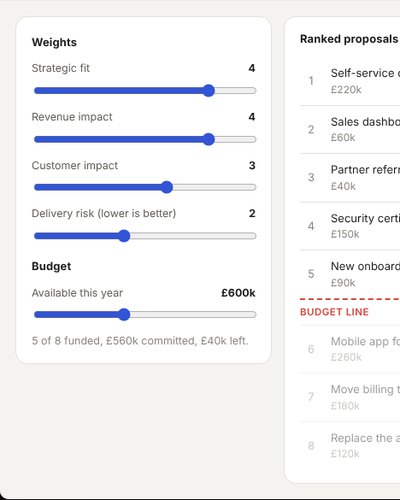 Weights
Strategic fit 4
Revenue impact 4
Customer impact 3
Delivery risk (lower is better) 2
Budget
Available this year £600k
5 of 8 funded, £560k committed, £40k left.
Ranked proposals
1 Self-service
£220k
2 Sales dashbo
£60k
3 Partner referr
£40k
4 Security certi
£150k
5 New onboard
£90k
BUDGET LINE
6 Mobile app fo
£260k
7 Move billing t
£180k
8 Replace the a
£120k